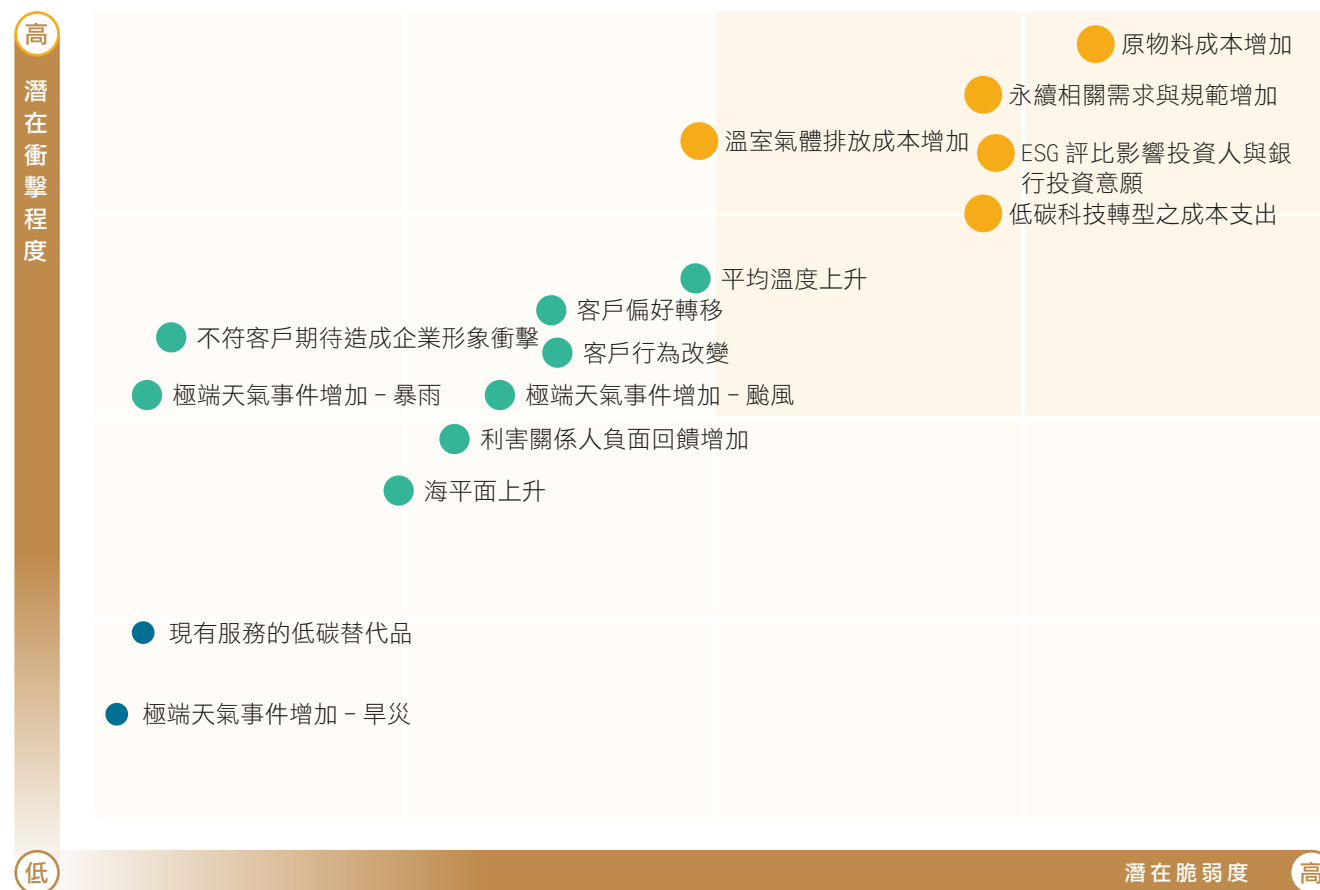 高
潛在衝擊程度
原物料成本增加
永續相關需求與規範增加
溫室氣體排放成本增加
ESG 評比影響投資人與銀
行投資意願
低碳科技轉型之成本支出
平均溫度上升
客戶偏好轉移
不符客戶期待造成企業形象衝擊
客戶行為改變
極端天氣事件增加–暴雨
極端天氣事件增加–颱風
利害關係人負面回饋增加
海平面上升
現有服務的低碳替代品
極端天氣事件增加–旱災
低
潛在脆弱度
高